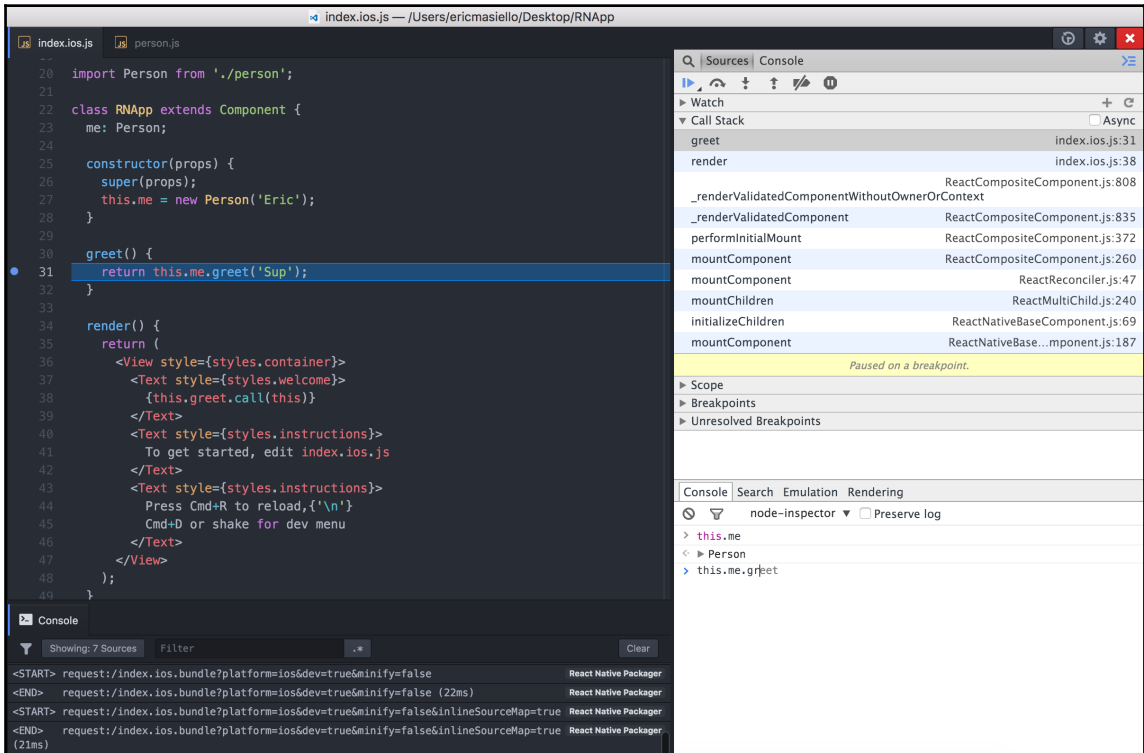 index.ios.js — /Users/ericmasiello/Desktop/RNApp
JS index.ios.js JS person.js
20 import Person from './person';
21
22 class RNApp extends Component {
23 me: Person;
24
25 constructor(props) {
26 super(props);
27 this.me = new Person('Eric');
28 }
29
30 greet() {
31 return this.me.greet('Sup');
32 }
33
34 render() {
35 return (
36 <View style={styles.container}>
37 <Text style={styles.welcome}>
38 {this.greet.call(this)}
39 </Text>
40 <Text style={styles.instructions}>
41 To get started, edit index.ios.js
42 </Text>
43 <Text style={styles.instructions}>
44 Press Cmd+R to reload,{'\n'}
45 Cmd+D or shake for dev menu
46 </Text>
47 </View>
48 );
49 }
Console
Showing: 7 Sources Filter .* Clear
<START> request:/index.ios.bundle?platform=ios&dev=true&minify=false React Native Packager
<END> request:/index.ios.bundle?platform=ios&dev=true&minify=false (22ms) React Native Packager
<START> request:/index.ios.bundle?platform=ios&dev=true&minify=false&inlineSourceMap=true React Native Packager
<END> request:/index.ios.bundle?platform=ios&dev=true&minify=false&inlineSourceMap=true React Native Packager
(21ms)
Sources Console
Watch
Call Stack Async
greet index.ios.js:31
render index.ios.js:38
ReactCompositeComponent.js:808
_renderValidatedComponentWithoutOwnerOrContext
_renderValidatedComponent ReactCompositeComponent.js:835
performInitialMount ReactCompositeComponent.js:372
mountComponent ReactCompositeComponent.js:260
mountComponent ReactReconciler.js:47
mountChildren ReactMultiChild.js:240
initializeChildren ReactNativeBaseComponent.js:69
mountComponent ReactNativeBase…mponent.js:187
Paused on a breakpoint.
Scope
Breakpoints
Unresolved Breakpoints
Console Search Emulation Rendering
node-inspector ▼ Preserve log
> this.me
Person
> this.me.greet